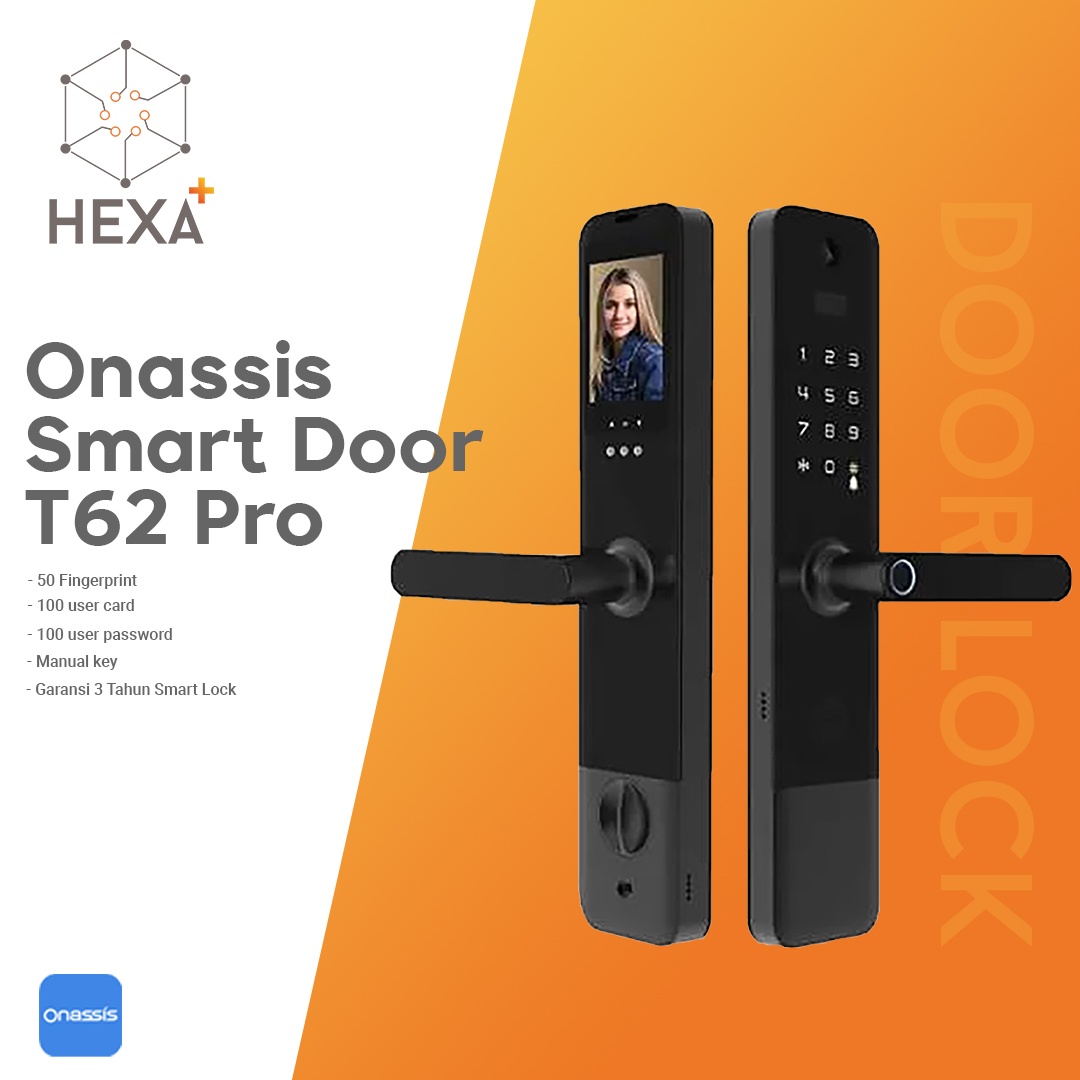 HEXA+
Onassis
Smart Door
T62 Pro
- 50 Fingerprint
- 100 user card
- 100 user password
- Manual key
- Garansi 3 Tahun Smart Lock
1 2 3
4 5 6
7 8 9
* 0 #
DOOR LOCK
Onassis